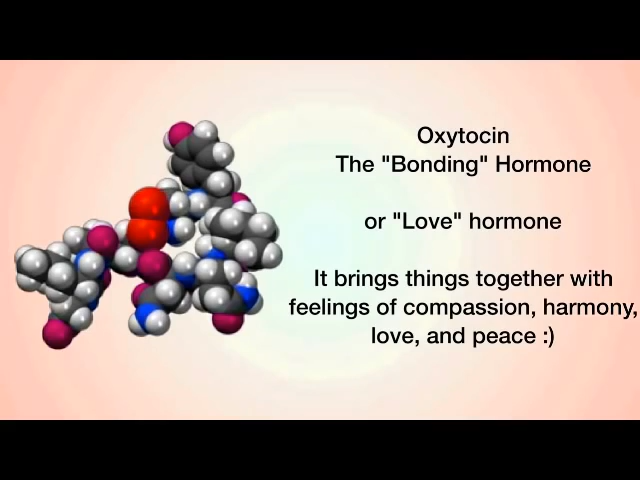 Oxytocin
The "Bonding" Hormone
or "Love" hormone
It brings things together with
feelings of compassion, harmony,
love, and peace :)